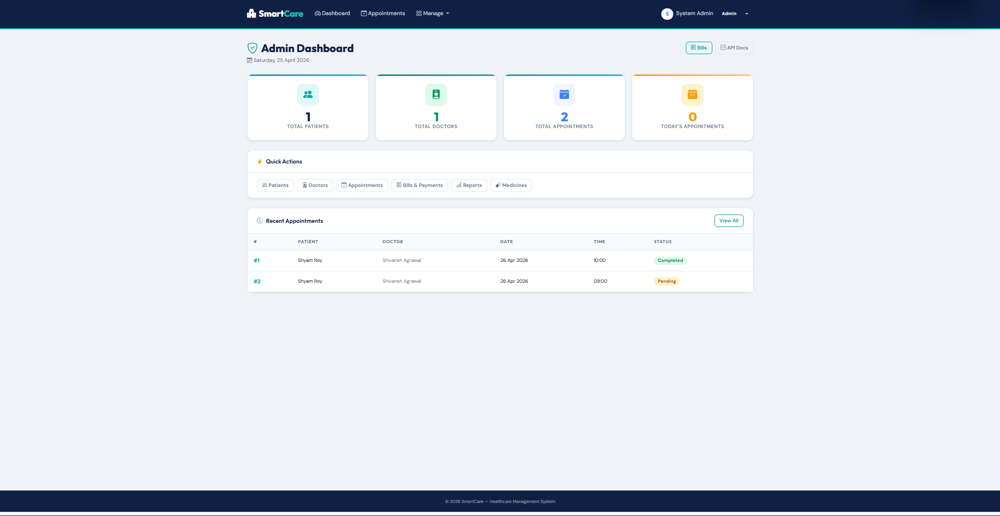 SmartCare Dashboard Appointments Manage S System Admin Admin
Admin Dashboard Bills API Docs
Saturday, 25 April 2026
Fri
1 1 2 0
TOTAL PATIENTS TOTAL DOCTORS TOTAL APPOINTMENTS TODAY'S APPOINTMENTS
Quick Actions
Patients Doctors Appointments Bills & Payments Reports Medicines
Recent Appointments View All
# PATIENT DOCTOR DATE TIME STATUS
#1 Shyam Roy Shivansh Agrawal 26 Apr 2026 10:00 Completed
#2 Shyam Roy Shivansh Agrawal 26 Apr 2026 09:00 Pending
© 2026 SmartCare — Healthcare Management System